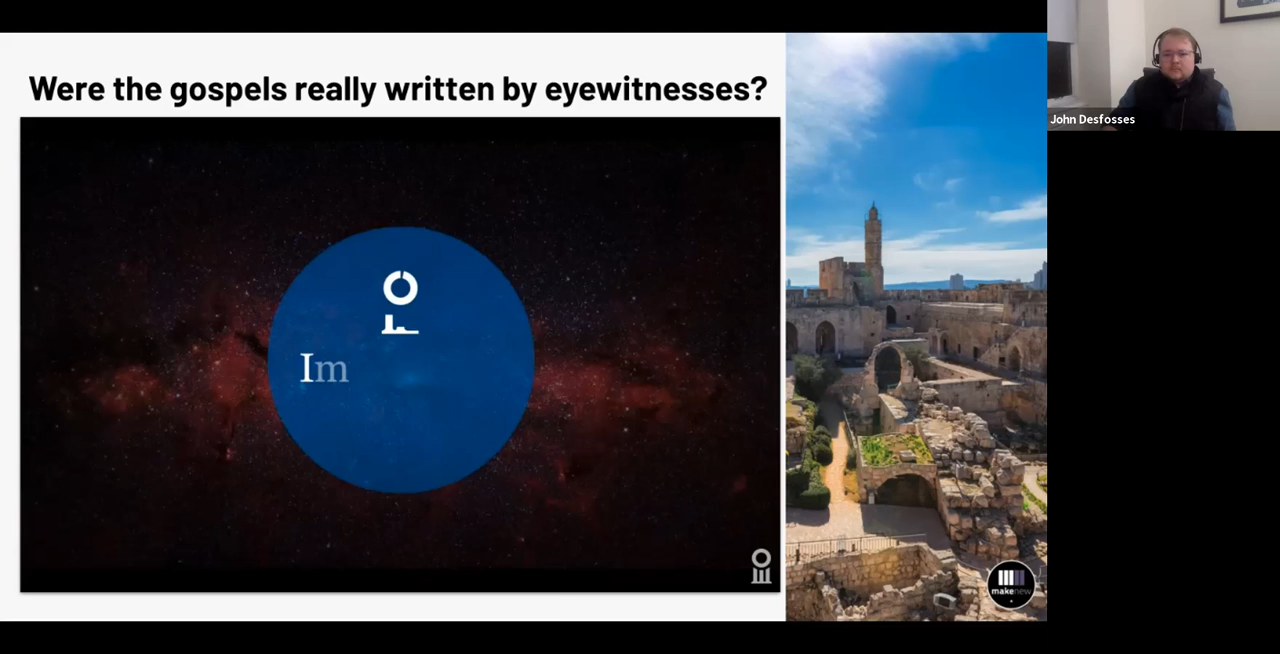 Were the gospels really written by eyewitnesses?
John Desfosses
Im
makenew